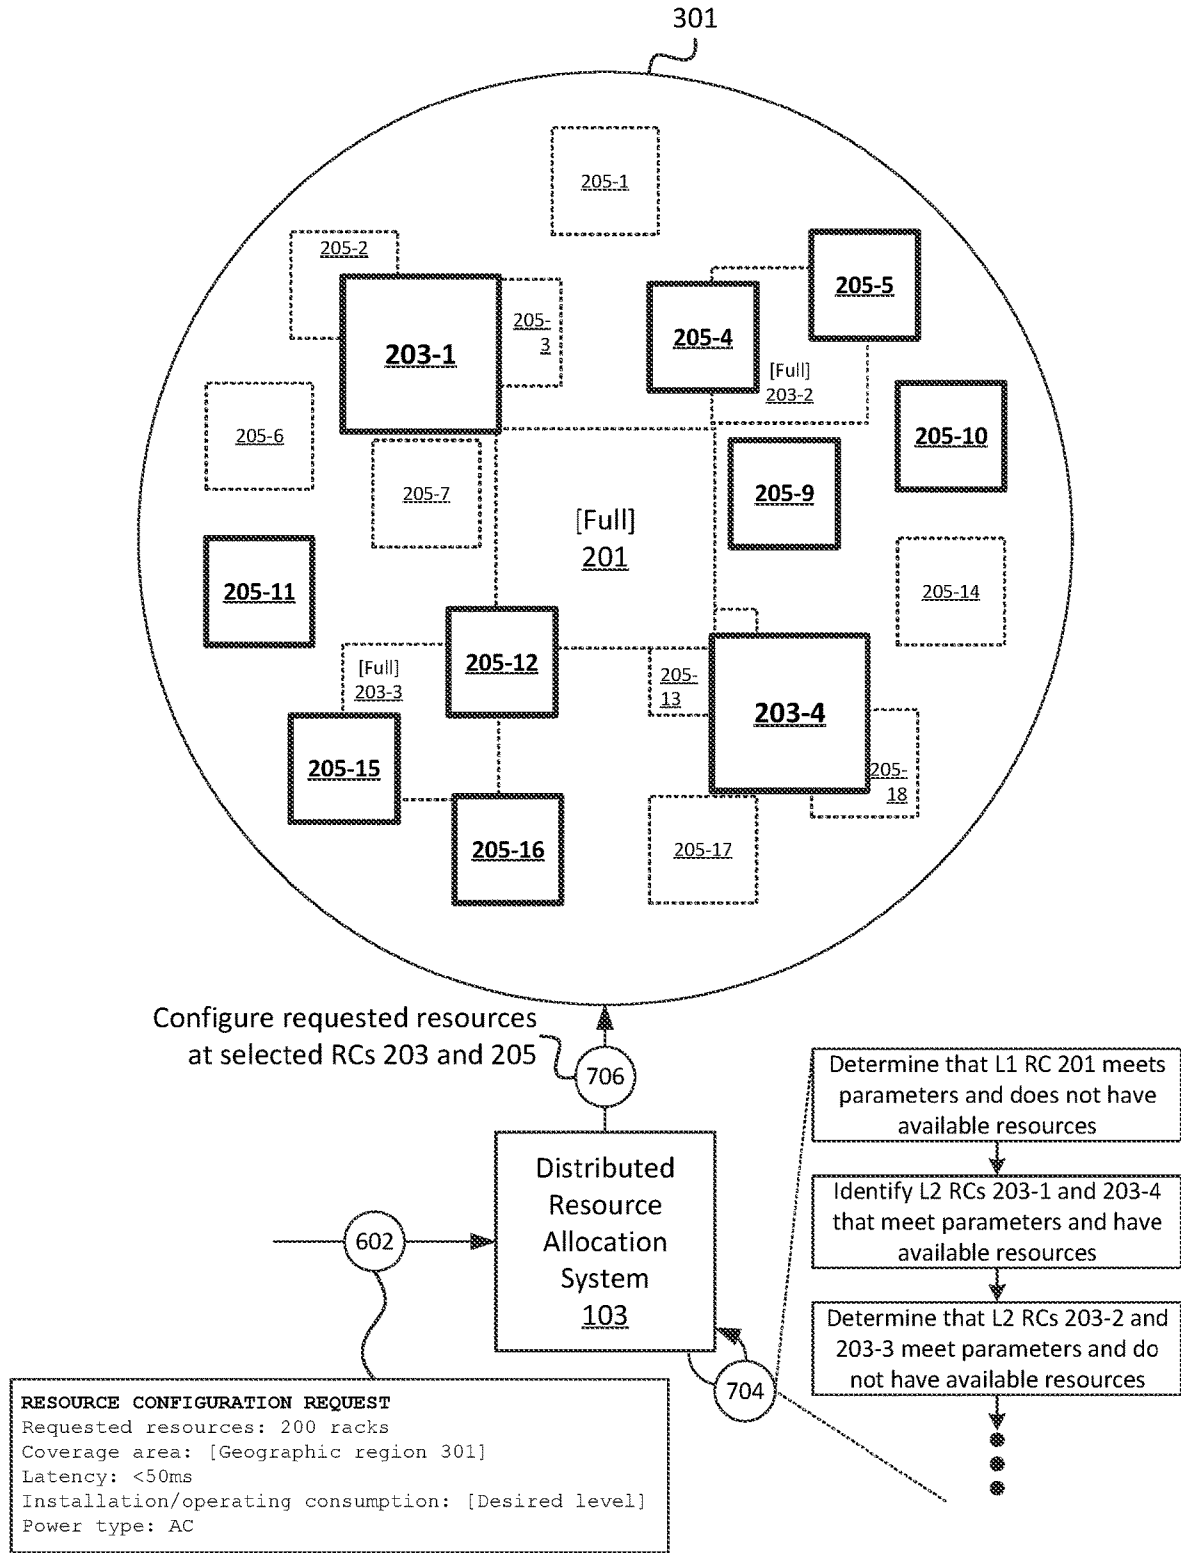 301
205-1
205-2
205-
3
203-1
205-4
205-5
[Full]
203-2
205-6
205-7
205-10
205-9
[Full]
201
205-11
205-14
205-12
[Full]
203-3
205-
13
203-4
205-15
205-
18
205-16
205-17
Configure requested resources
at selected RCs 203 and 205
706
Determine that L1 RC 201 meets
parameters and does not have
available resources
Distributed
Resource
Allocation
System
103
602
Identify L2 RCs 203-1 and 203-4
that meet parameters and have
available resources
Determine that L2 RCs 203-2 and
203-3 meet parameters and do
not have available resources
704
RESOURCE CONFIGURATION REQUEST
Requested resources: 200 racks
Coverage area: [Geographic region 301]
Latency: <50ms
Installation/operating consumption: [Desired level]
Power type: AC